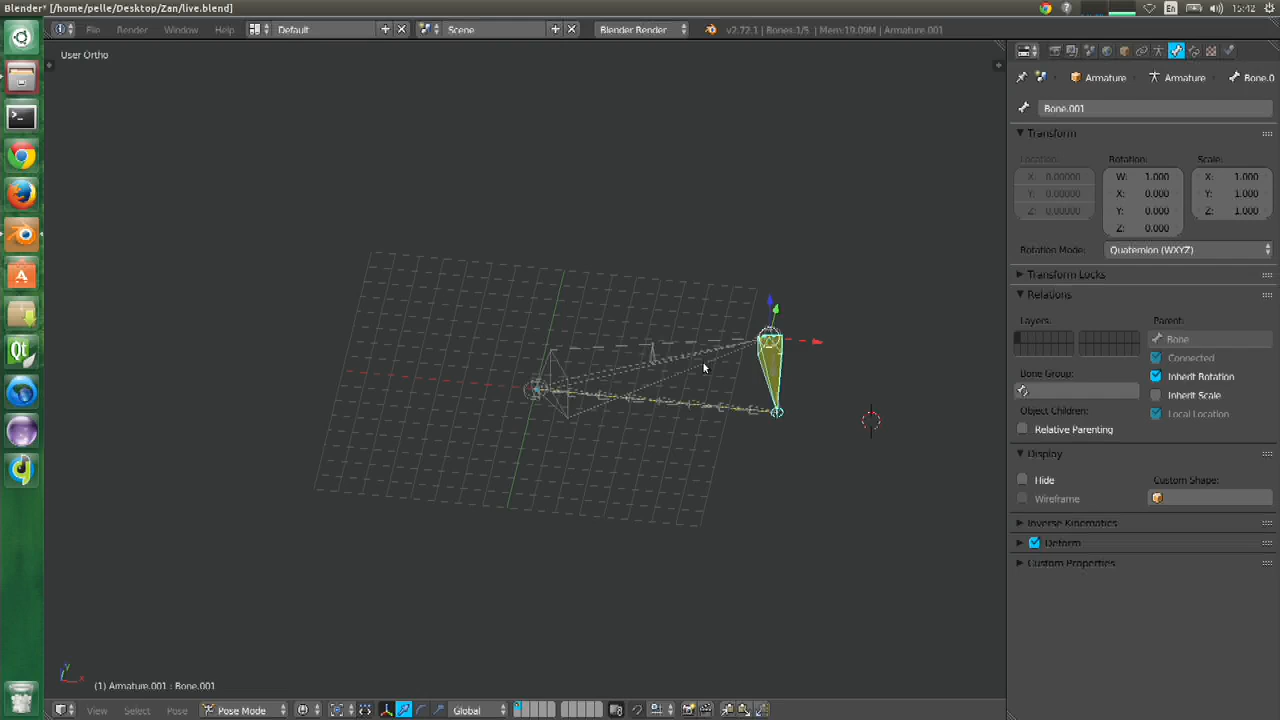 Blender* [/home/pelle/Desktop/Zan/live.blend]
En
15:12
File Render Window Help Default Scene Blender Render v2.72.1 | Bones:1/5 | Mem:19.09M | Armature.001
User Ortho
Armature Armature Bone.0
Bone.001
Transform
Location: Rotation: Scale:
X: 0.00000 W: 1.000 X: 1.000
Y: 0.00000 X: 0.000 Y: 1.000
Z: 0.00000 Y: 0.000 Z: 1.000
Z: 0.000
Rotation Mode: Quaternion (WXYZ)
Transform Locks
Relations
Layers: Parent:
Bone
Connected
Bone Group: Inherit Rotation
Inherit Scale
Object Children: Local Location
Relative Parenting
Display
Hide Custom Shape:
Wireframe
Inverse Kinematics
Deform
Custom Properties
Qt
y
x
(1) Armature.001 : Bone.001
View Select Pose Pose Mode Global